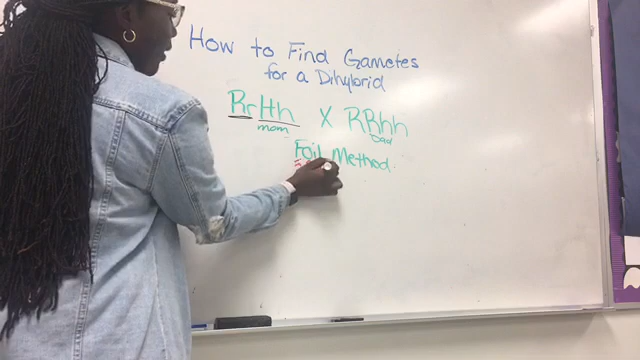 How to Find Gametes
for a Dihybrid
RrHh X RRhh
mom Dad
Foil Method